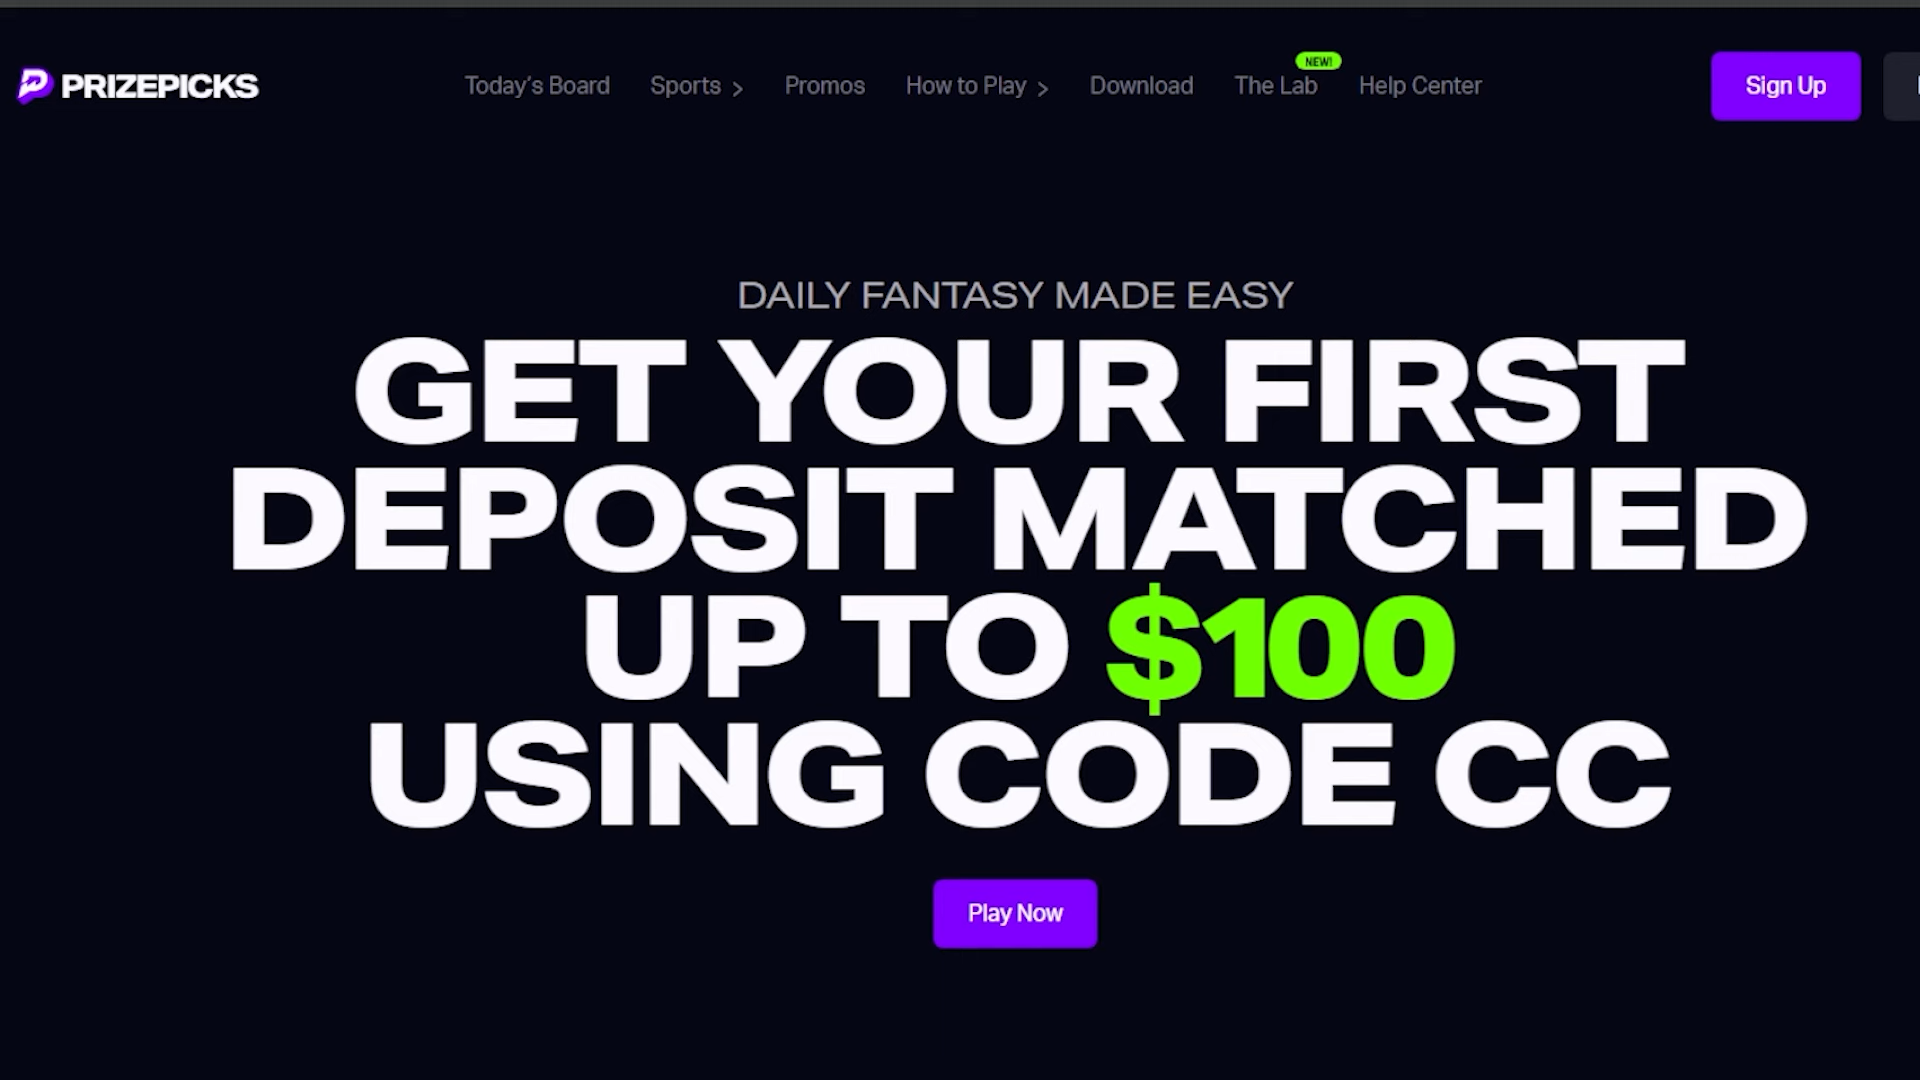 PRIZEPICKS
Today's Board
Sports
Promos
How to Play
Download
NEW!
The Lab
Help Center
Sign Up
DAILY FANTASY MADE EASY
GET YOUR FIRST
DEPOSIT MATCHED
UP TO $100
USING CODE CC
Play Now